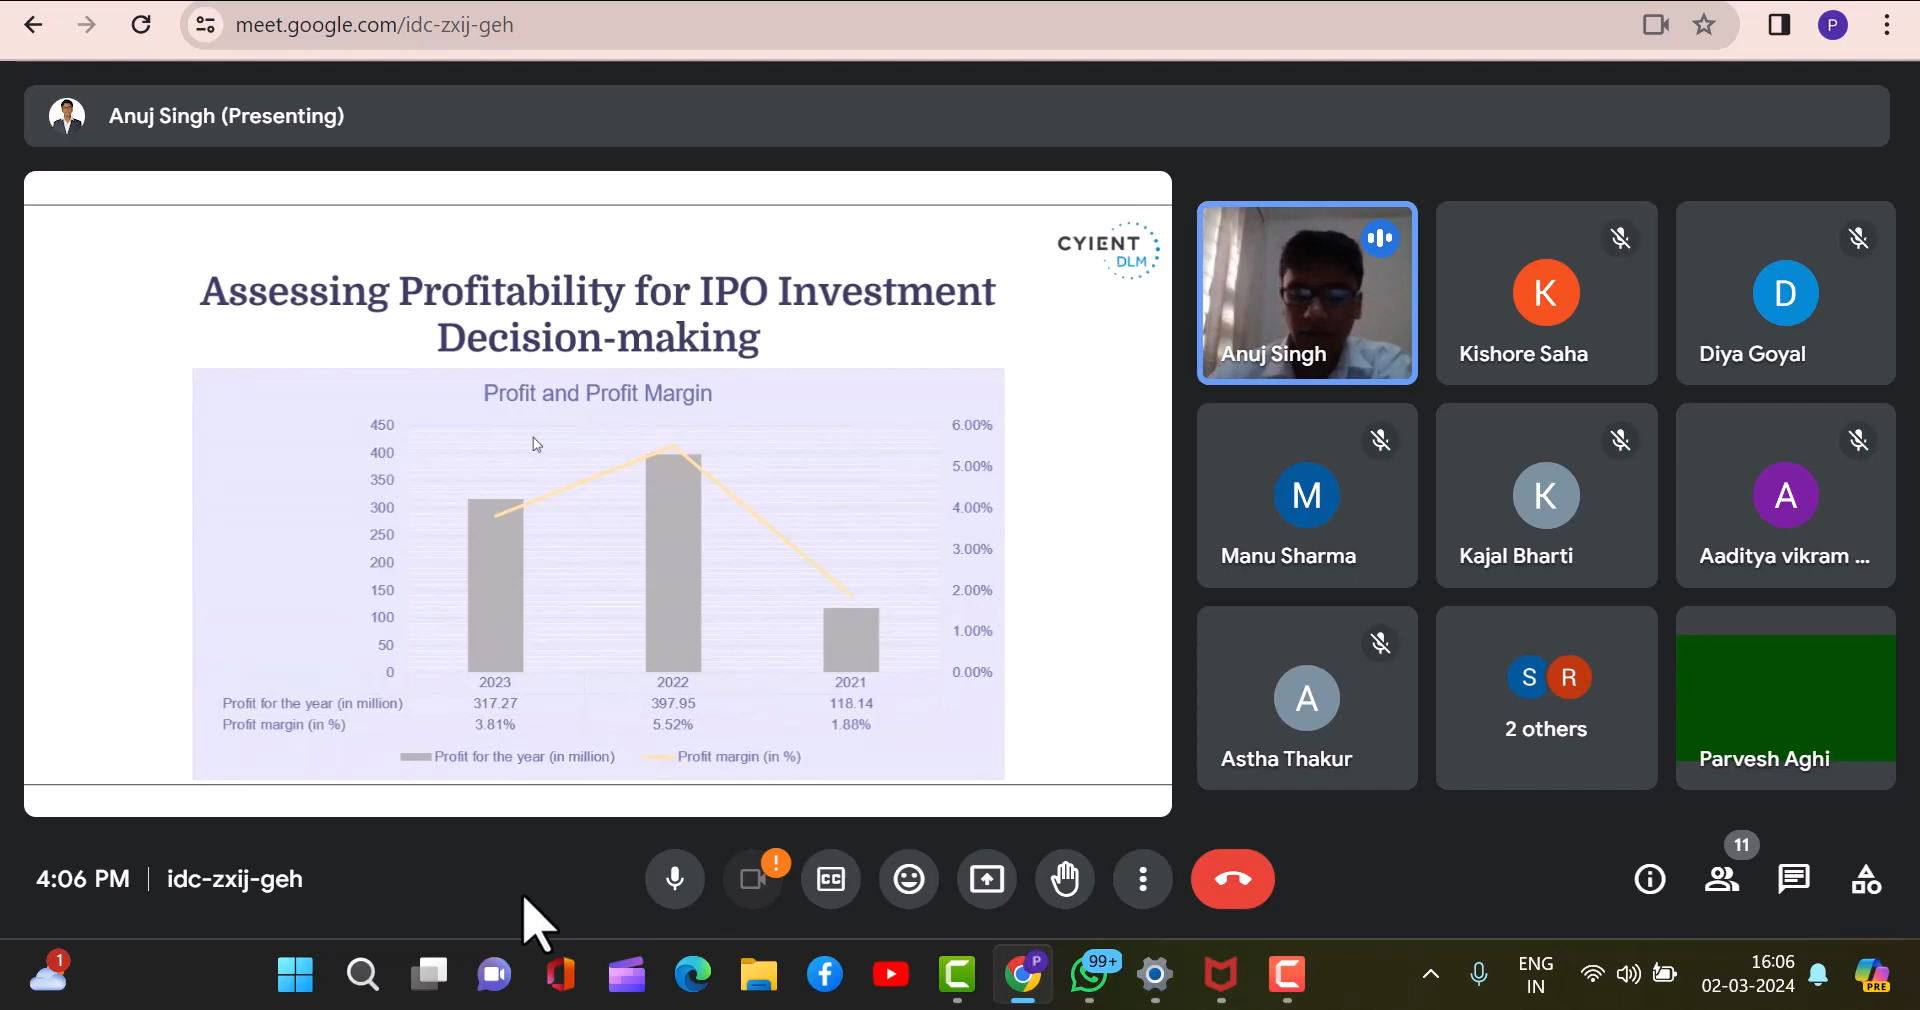 meet.google.com/idc-zxij-geh
P
Anuj Singh (Presenting)
CYIENT
DLM
Assessing Profitability for IPO Investment
Decision-making
Profit and Profit Margin
450
400
350
300
250
200
150
100
50
0
6.00%
5.00%
4.00%
3.00%
2.00%
1.00%
0.00%
2023 2022 2021
Profit for the year (in million) 317.27 397.95 118.14
Profit margin (in %) 3.81% 5.52% 1.88%
Profit for the year (in million) Profit margin (in %)
Anuj Singh
K
Kishore Saha
D
Diya Goyal
M
Manu Sharma
K
Kajal Bharti
A
Aaditya vikram ...
A
Astha Thakur
S R
2 others
Parvesh Aghi
4:06 PM idc-zxij-geh
!
CC
11
1
P
99+
ENG
IN
16:06
02-03-2024
PRE